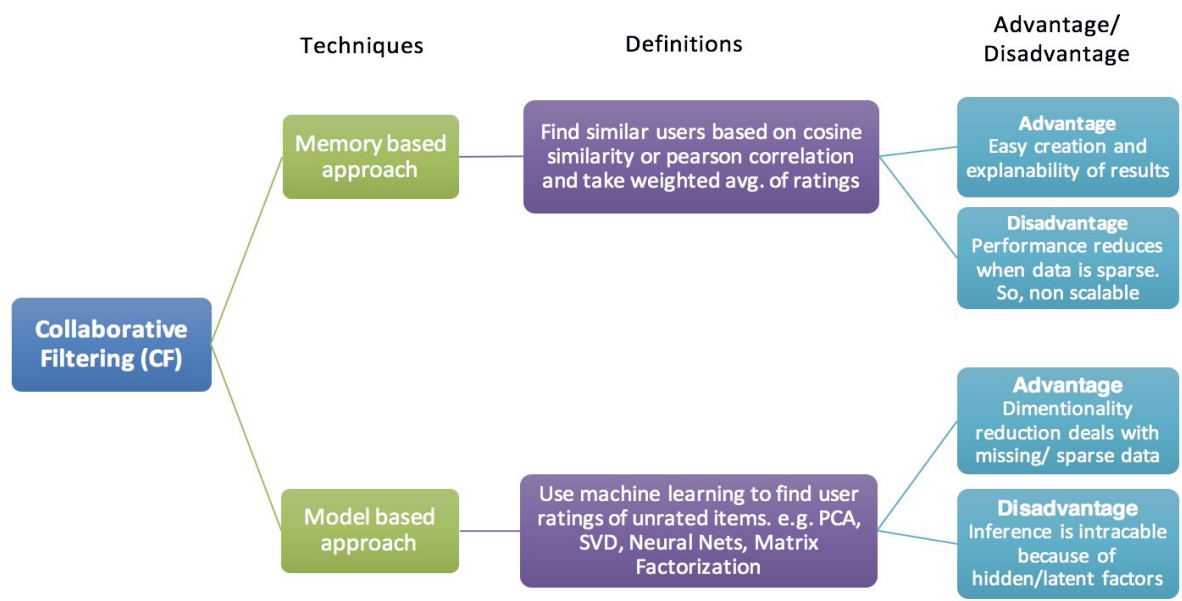 Techniques
Definitions
Advantage/
Disadvantage
Collaborative
Filtering (CF)
Memory based
approach
Find similar users based on cosine
similarity or pearson correlation
and take weighted avg. of ratings
Advantage
Easy creation and
explanability of results
Disadvantage
Performance reduces
when data is sparse.
So, non scalable
Model based
approach
Use machine learning to find user
ratings of unrated items. e.g. PCA,
SVD, Neural Nets, Matrix
Factorization
Advantage
Dimentionality
reduction deals with
missing/ sparse data
Disadvantage
Inference is intracable
because of
hidden/latent factors